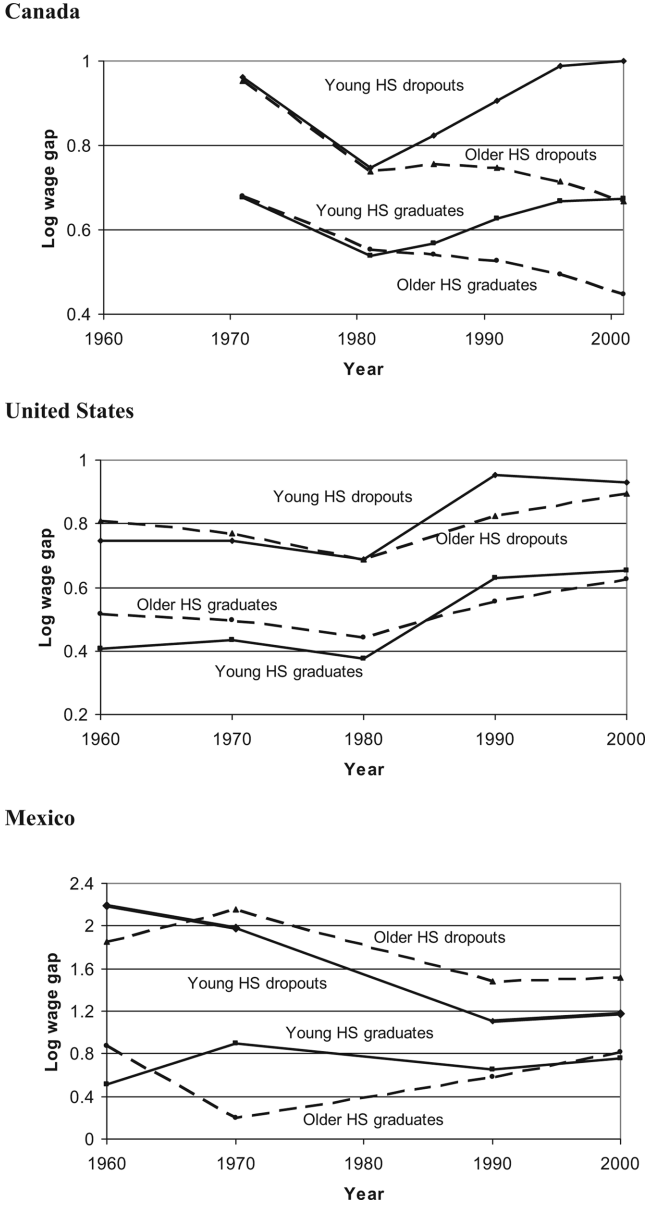 Canada
1
Young HS dropouts
0.8
Older HS dropouts
Log wage gap
Young HS graduates
0.6
Older HS graduates
0.4
1960 1970 1980 1990 2000
Year
United States
1
Young HS dropouts
0.8
Older HS dropouts
Log wage gap
0.6
Older HS graduates
0.4
Young HS graduates
0.2
1960 1970 1980 1990 2000
Year
Mexico
2.4
2
Older HS dropouts
1.6
Young HS dropouts
Log wage gap
1.2
Young HS graduates
0.8
0.4
Older HS graduates
0
1960 1970 1980 1990 2000
Year